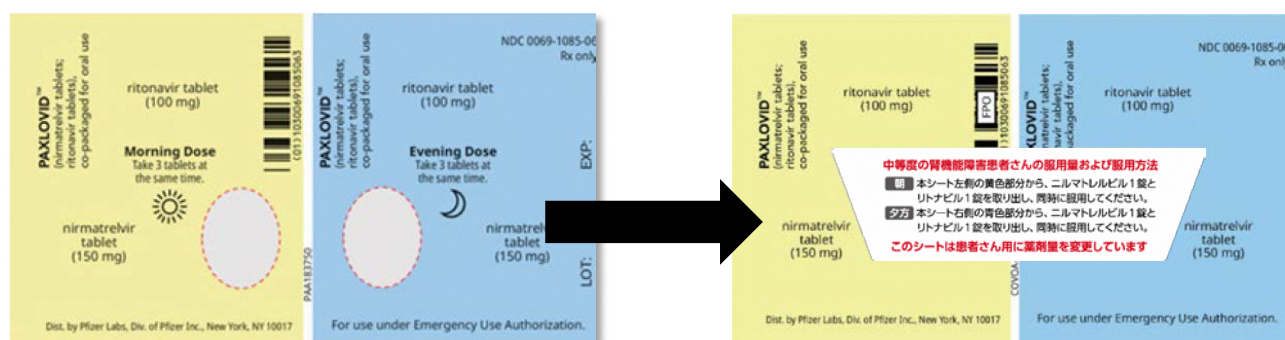 PAXLOVID™
(nirmatrelvir tablets;
ritonavir tablets),
co-packaged for oral use
ritonavir tablet
(100 mg)
(01)10300691085063
Morning Dose
Take 3 tablets at
the same time.
nirmatrelvir
tablet
(150 mg)
PAA183750
Dist. by Pfizer Labs, Div. of Pfizer Inc., New York, NY 10017
PAXLOVID™
(nirmatrelvir tablets;
ritonavir tablets),
co-packaged for oral use
NDC 0069-1085-06
Rx only
ritonavir tablet
(100 mg)
Evening Dose
Take 3 tablets at
the same time.
EXP:
nirmatrelvir
tablet
(150 mg)
LOT:
For use under Emergency Use Authorization.
PAXLOVID™
(nirmatrelvir tablets;
ritonavir tablets),
co-packaged for oral use
ritonavir tablet
(100 mg)
FPO
)10300691085063
nirmatrelvir
tablet
(150 mg)
Dist. by Pfizer Labs, Div. of Pfizer Inc., New York, NY 10017
NDC 0069-1085-06
Rx only
PAXLOVID™
tablets;
tablets),
co-packaged for oral use
ritonavir tablet
(100 mg)
中等度の腎機能障害患者さんの服用量および服用方法
朝 本シート左側の黄色部分から、ニルマトレルビル1錠と
リトナビル1錠を取り出し、同時に服用してください。
夕方 本シート右側の青色部分から、ニルマトレルビル1錠と
リトナビル1錠を取り出し、同時に服用してください。
このシートは患者さん用に薬剤量を変更しています
nirmatrelvir
tablet
(150 mg)
For use under Emergency Use Authorization.